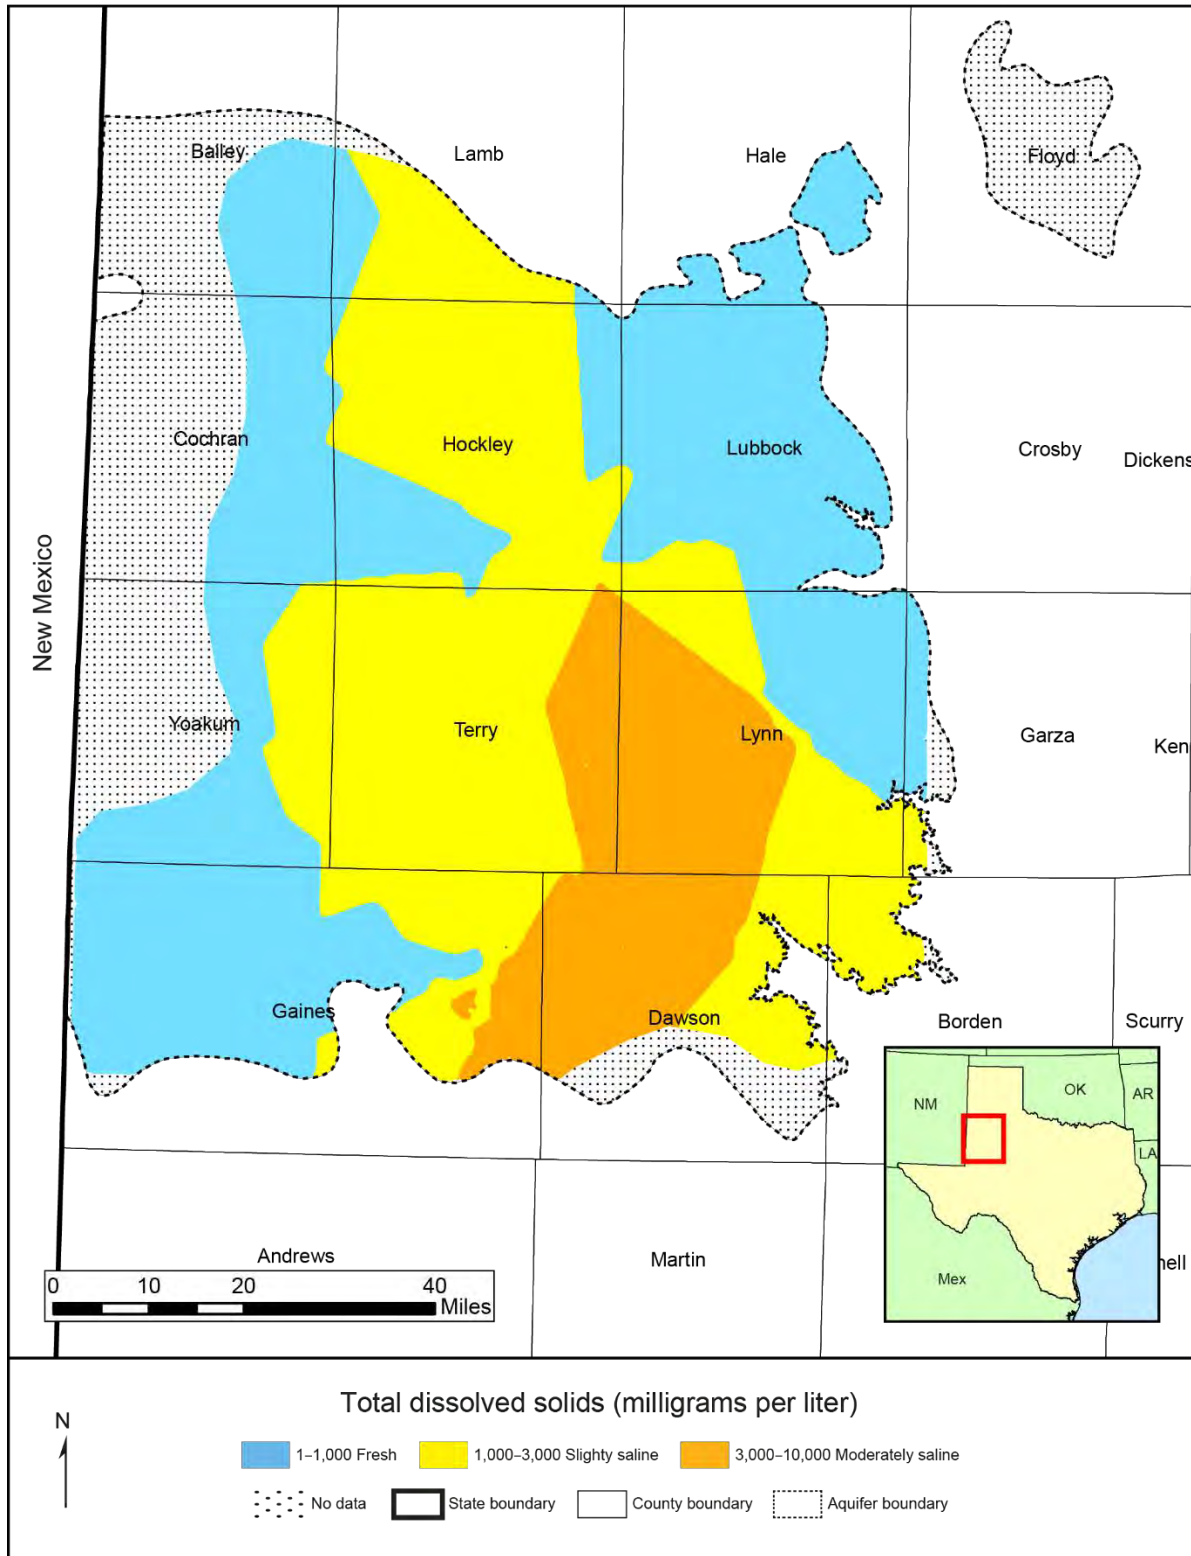 Bailey
Lamb
Hale
Floyd
Cochran
Hockley
Lubbock
Crosby
Dickens
New Mexico
Yoakum
Terry
Lynn
Garza
Ken
Gaines
Dawson
Borden
Scurry
Andrews
Martin
nell
NM
OK
AR
LA
Mex
0 10 20 40
Miles
Total dissolved solids (milligrams per liter)
N
1–1,000 Fresh
1,000–3,000 Slighty saline
3,000–10,000 Moderately saline
No data
State boundary
County boundary
Aquifer boundary